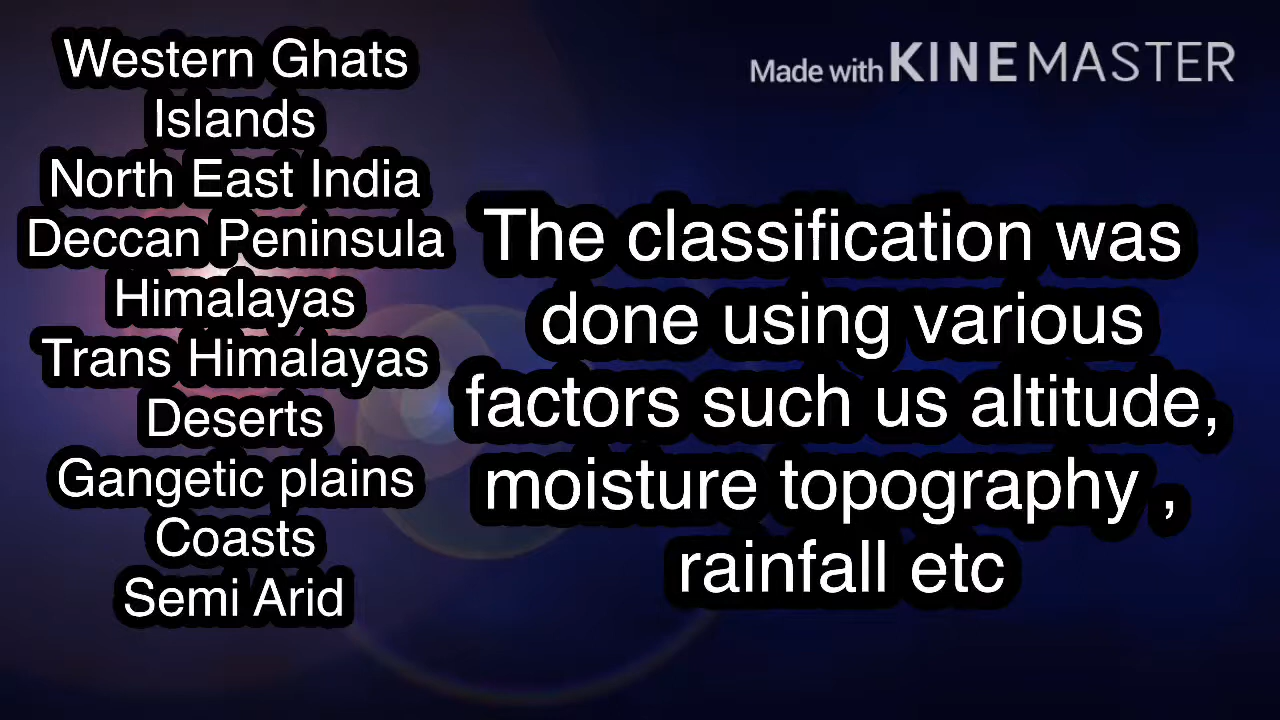 Western Ghats
Islands
North East India
Deccan Peninsula
Himalayas
Trans Himalayas
Deserts
Gangetic plains
Coasts
Semi Arid
Made with KINEMASTER
The classification was
done using various
factors such us altitude,
moisture topography ,
rainfall etc